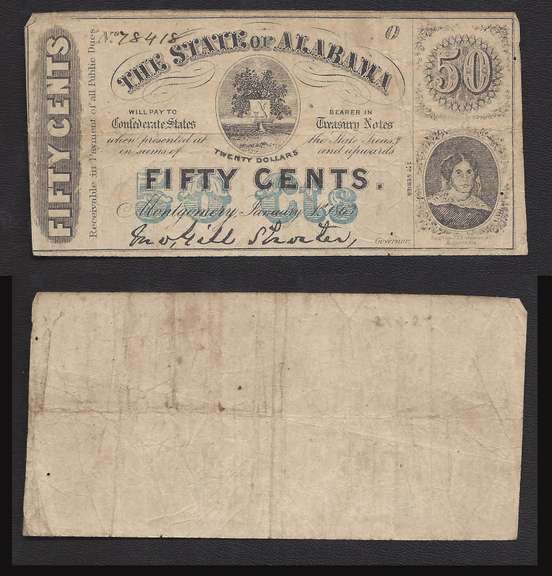 FIFTY CENTS
Receivable in Payment of all Public Dues
No. 78418
THE STATE OF ALABAMA
50
WILL PAY TO BEARER IN
Confederate States Treasury Notes
when presented at the State Treasy
in sums of and upwards
TWENTY DOLLARS
50 CTS
FIFTY CENTS.
Montgomery, January 1st 1863
Jno. Gill Shorter,
Governor.